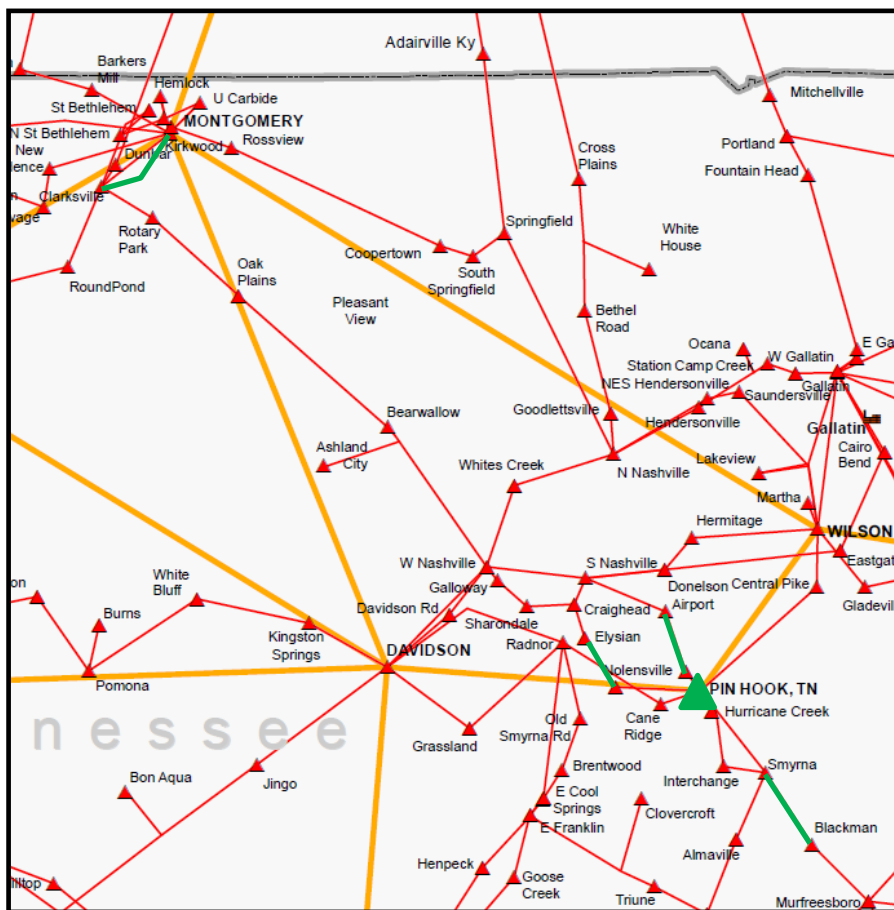 Barkers
Mill
Adairville Ky
Hemlock
U Carbide
Mitchellville
St Bethlehem
MONTGOMERY
N St Bethlehem
Kirkwood
Rossview
Portland
New
Dunbar
Cross
Plains
Fountain Head
Clarksville
Rotary
Park
Springfield
White
House
Coopertown
South
Springfield
RoundPond
Oak
Plains
Pleasant
View
Bethel
Road
Ocana
W Gallatin
Station Camp Creek
Gallatin
NES Hendersonville
Saundersville
Goodlettsville
Hendersonville
Gallatin
Bearwallow
Cairo
Bend
Ashland
City
Whites Creek
N Nashville
Lakeview
Martha
Hermitage
WILSON
W Nashville
S Nashville
White
Bluff
Galloway
Donelson
Airport
Central Pike
Davidson Rd
Craighead
Burns
Sharondale
Elysian
Kingston
Springs
Radnor
DAVIDSON
Nolensville
Pomona
PIN HOOK, TN
Hurricane Creek
Cane
Ridge
nessee
Old
Smyrna Rd
Grassland
Bon Aqua
Jingo
Brentwood
Interchange
Smyrna
E Cool
Springs
Clovercroft
E Franklin
Blackman
Almaville
Henpeck
Goose
Creek
Triune
Murfreesboro